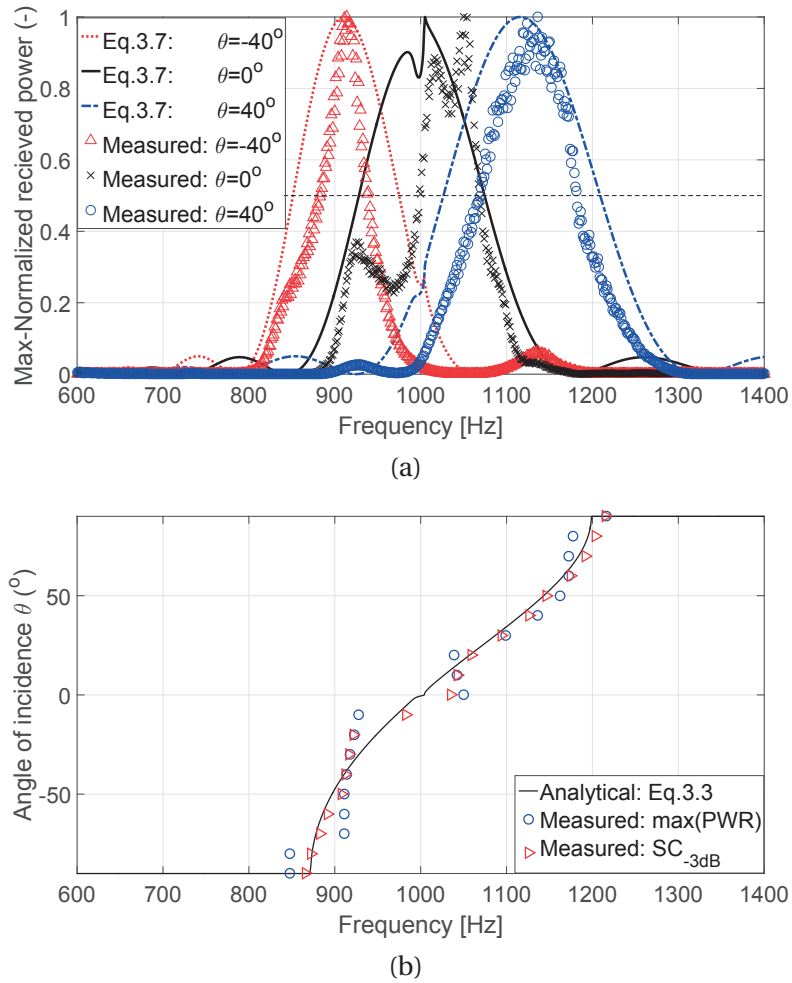 Max-Normalized recieved power (-)
1
0.8
0.6
0.4
0.2
0
Eq.3.7: θ=-40°
Eq.3.7: θ=0°
Eq.3.7: θ=40°
Measured: θ=-40°
Measured: θ=0°
Measured: θ=40°
600 700 800 900 1000 1100 1200 1300 1400
Frequency [Hz]
(a)
Angle of incidence θ (°)
50
0
-50
Analytical: Eq.3.3
Measured: max(PWR)
Measured: SC-3dB
600 700 800 900 1000 1100 1200 1300 1400
Frequency [Hz]
(b)